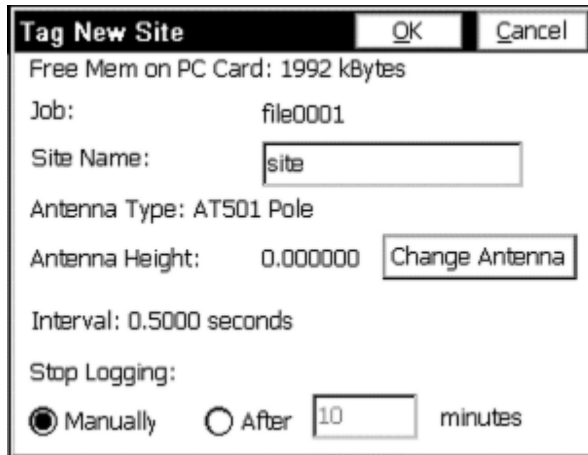 Tag New Site OK Cancel
Free Mem on PC Card: 1992 kBytes
Job: file0001
Site Name: site
Antenna Type: AT501 Pole
Antenna Height: 0.000000 Change Antenna
Interval: 0.5000 seconds
Stop Logging:
Manually After 10 minutes